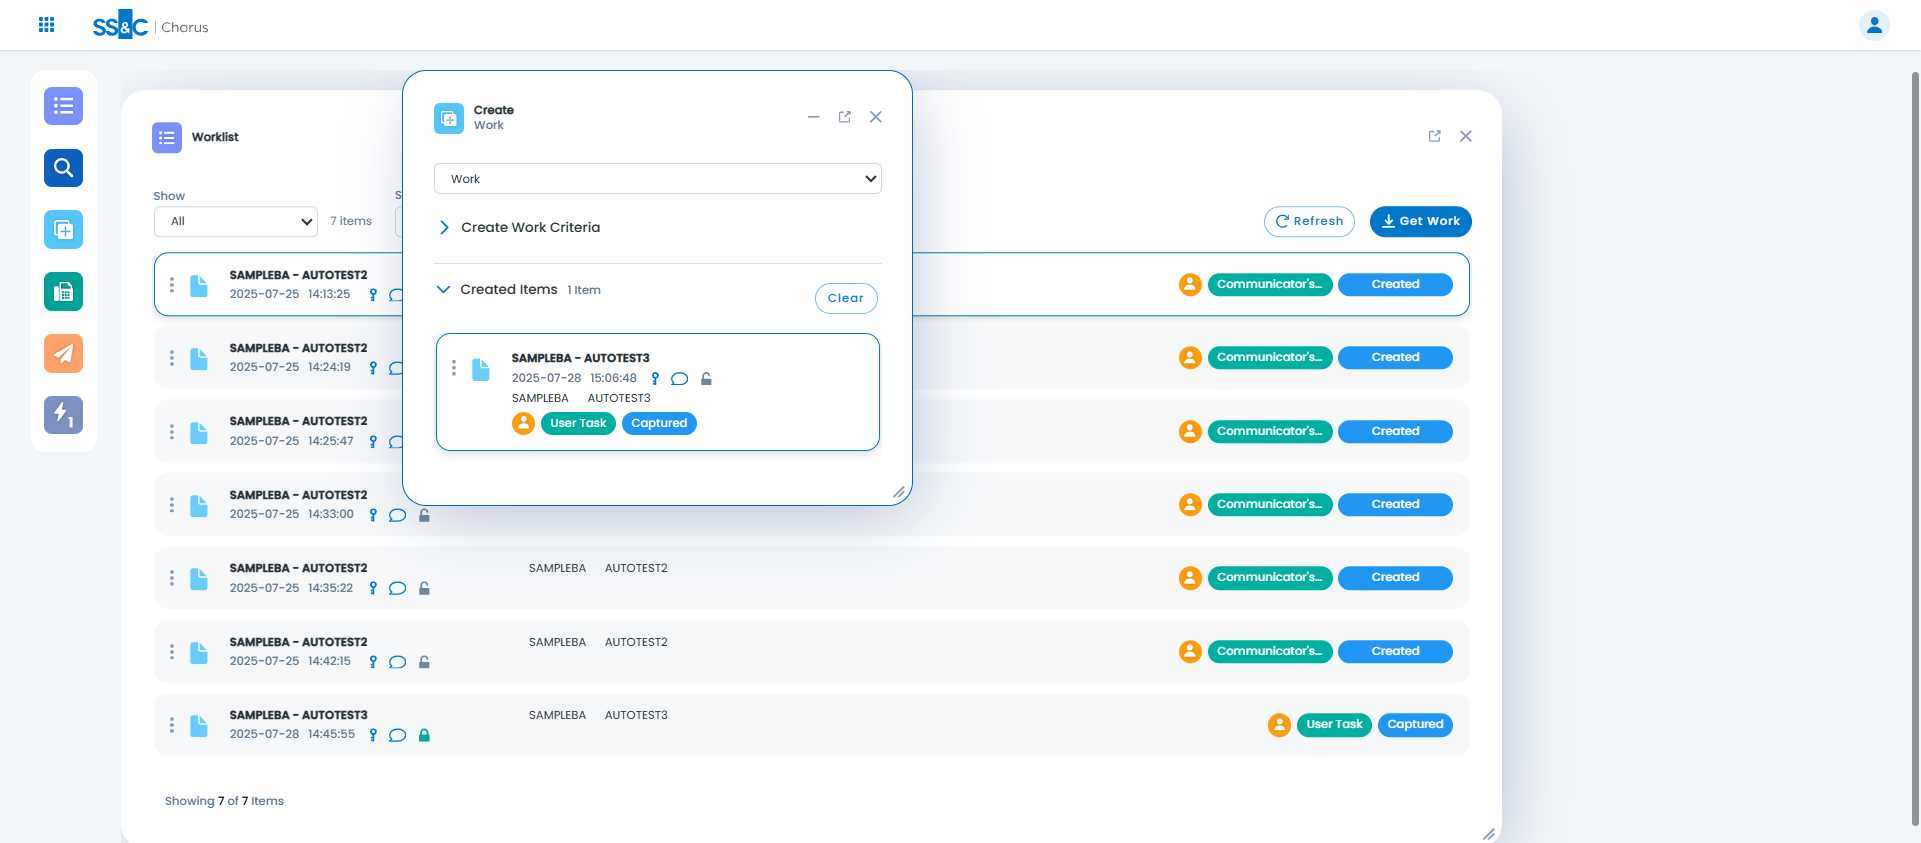 SS&C | Chorus
Create
Work
Worklist
Work
Show
S
All
7 items
Refresh
Get Work
Create Work Criteria
Created Items 1 Item
Clear
SAMPLEBA - AUTOTEST3
2025-07-28 15:06:48
SAMPLEBA AUTOTEST3
User Task
Captured
SAMPLEBA - AUTOTEST2
2025-07-25 14:13:25
Communicator's...
Created
SAMPLEBA - AUTOTEST2
2025-07-25 14:24:19
Communicator's...
Created
SAMPLEBA - AUTOTEST2
2025-07-25 14:25:47
Communicator's...
Created
SAMPLEBA - AUTOTEST2
2025-07-25 14:33:00
Communicator's...
Created
SAMPLEBA - AUTOTEST2
2025-07-25 14:35:22
SAMPLEBA AUTOTEST2
Communicator's...
Created
SAMPLEBA - AUTOTEST2
2025-07-25 14:42:15
SAMPLEBA AUTOTEST2
Communicator's...
Created
SAMPLEBA - AUTOTEST3
2025-07-28 14:45:55
SAMPLEBA AUTOTEST3
User Task
Captured
1
Showing 7 of 7 Items